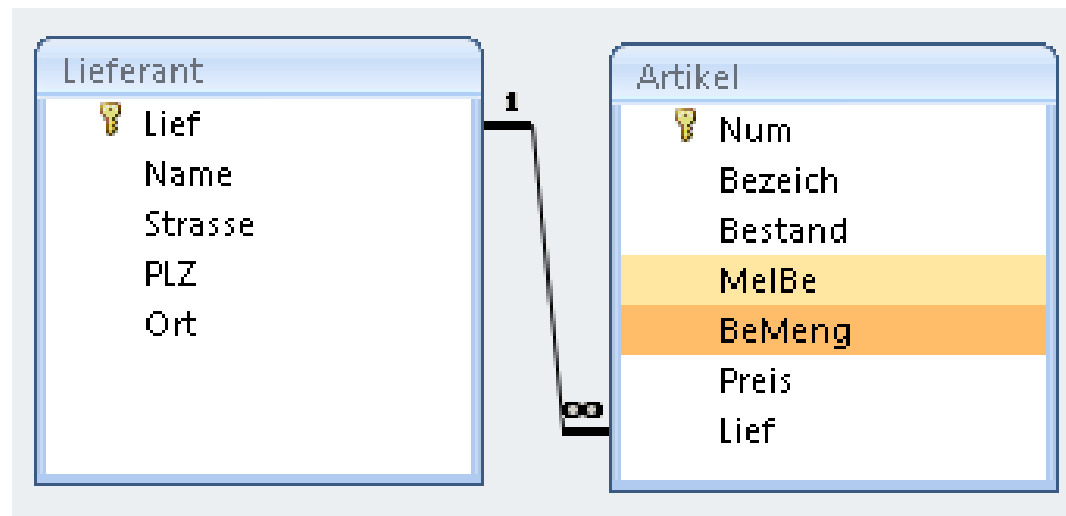 Lieferant
Lief
Name
Strasse
PLZ
Ort
1
∞
Artikel
Num
Bezeich
Bestand
MelBe
BeMeng
Preis
Lief